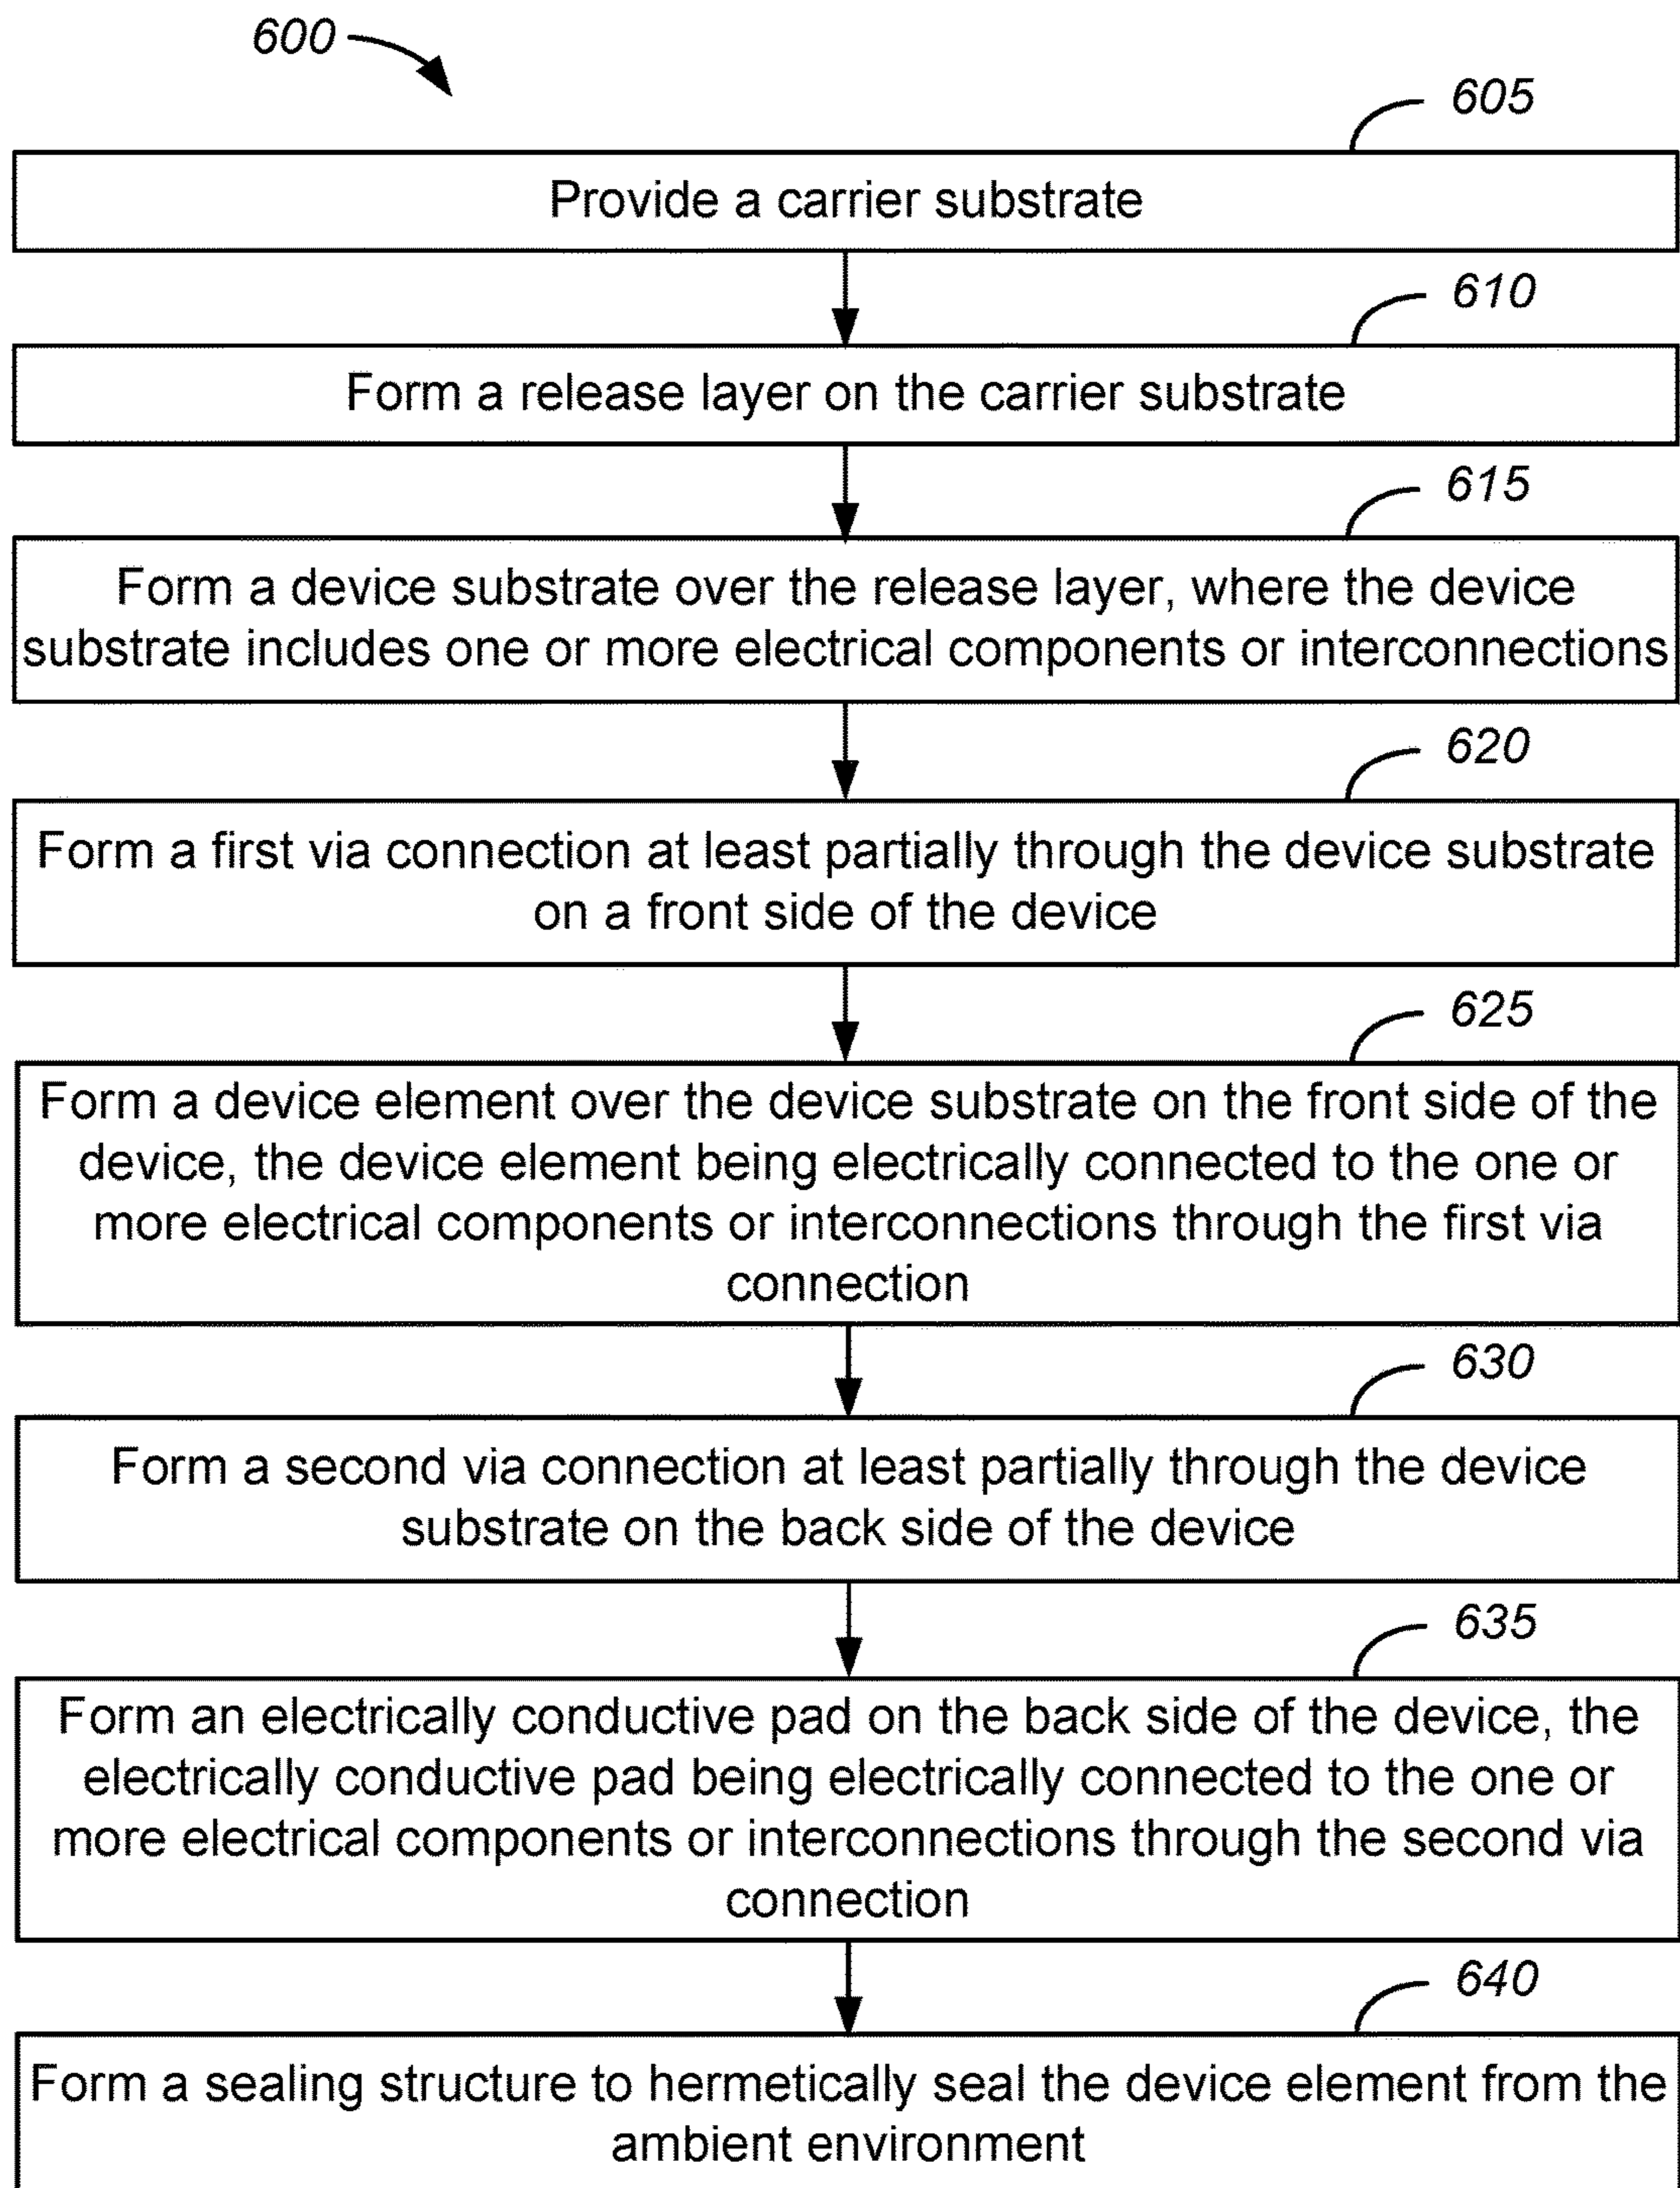 600
605
Provide a carrier substrate
610
Form a release layer on the carrier substrate
615
Form a device substrate over the release layer, where the device
substrate includes one or more electrical components or interconnections
620
Form a first via connection at least partially through the device substrate
on a front side of the device
625
Form a device element over the device substrate on the front side of the
device, the device element being electrically connected to the one or
more electrical components or interconnections through the first via
connection
630
Form a second via connection at least partially through the device
substrate on the back side of the device
635
Form an electrically conductive pad on the back side of the device, the
electrically conductive pad being electrically connected to the one or
more electrical components or interconnections through the second via
connection
640
Form a sealing structure to hermetically seal the device element from the
ambient environment